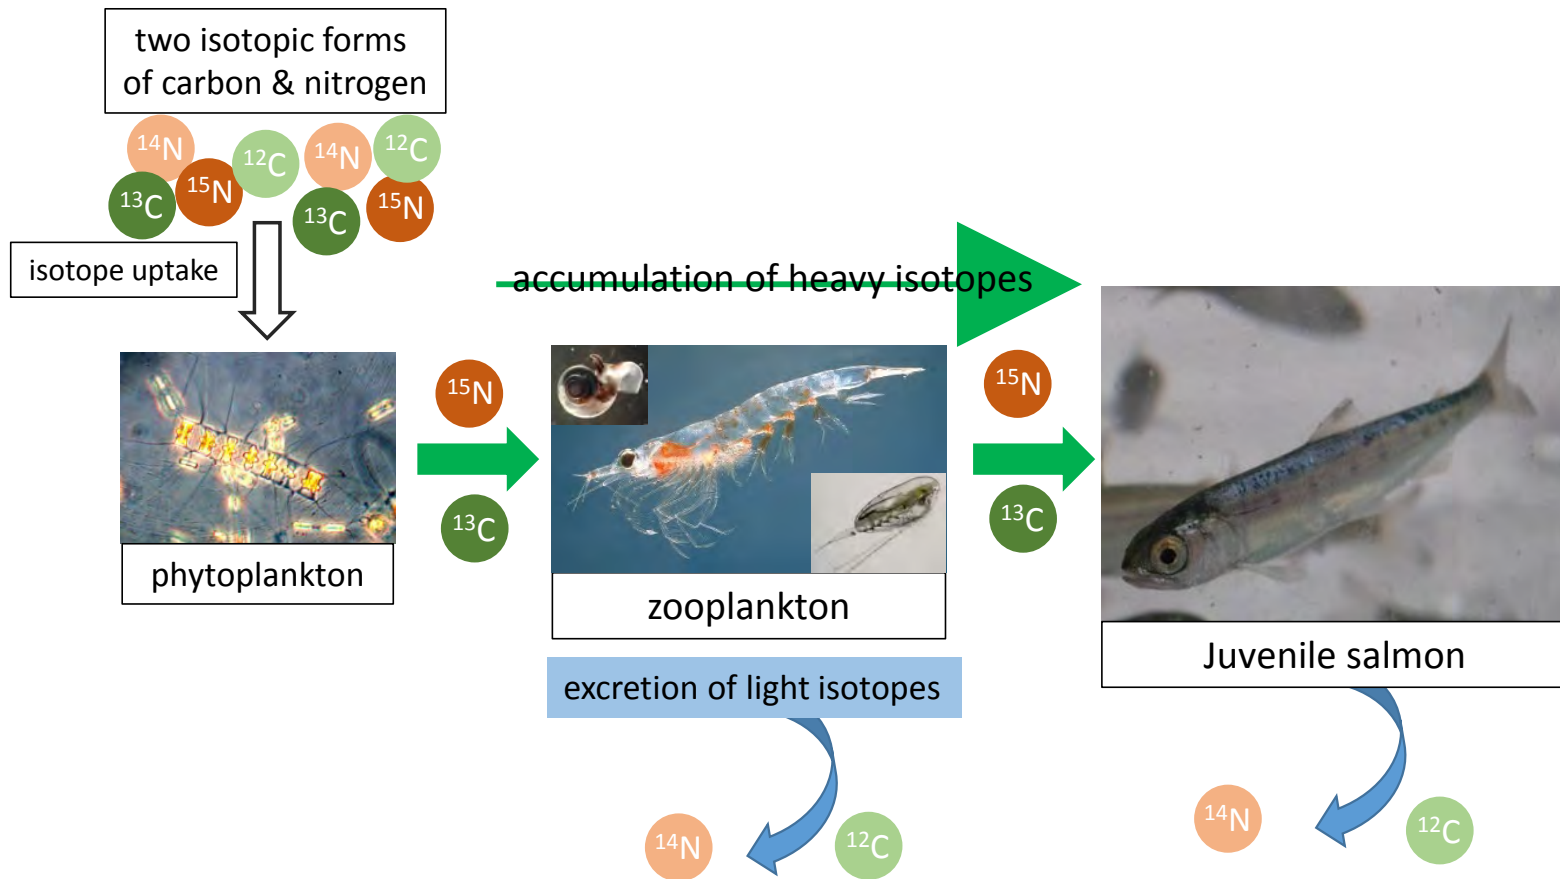 two isotopic forms
of carbon & nitrogen
¹⁴N
¹⁵N
¹²C
¹⁴N
¹²C
¹³C
¹³C
¹⁵N
isotope uptake
accumulation of heavy isotopes
¹⁵N
¹³C
¹⁵N
¹³C
phytoplankton
zooplankton
Juvenile salmon
excretion of light isotopes
¹⁴N
¹²C
¹⁴N
¹²C